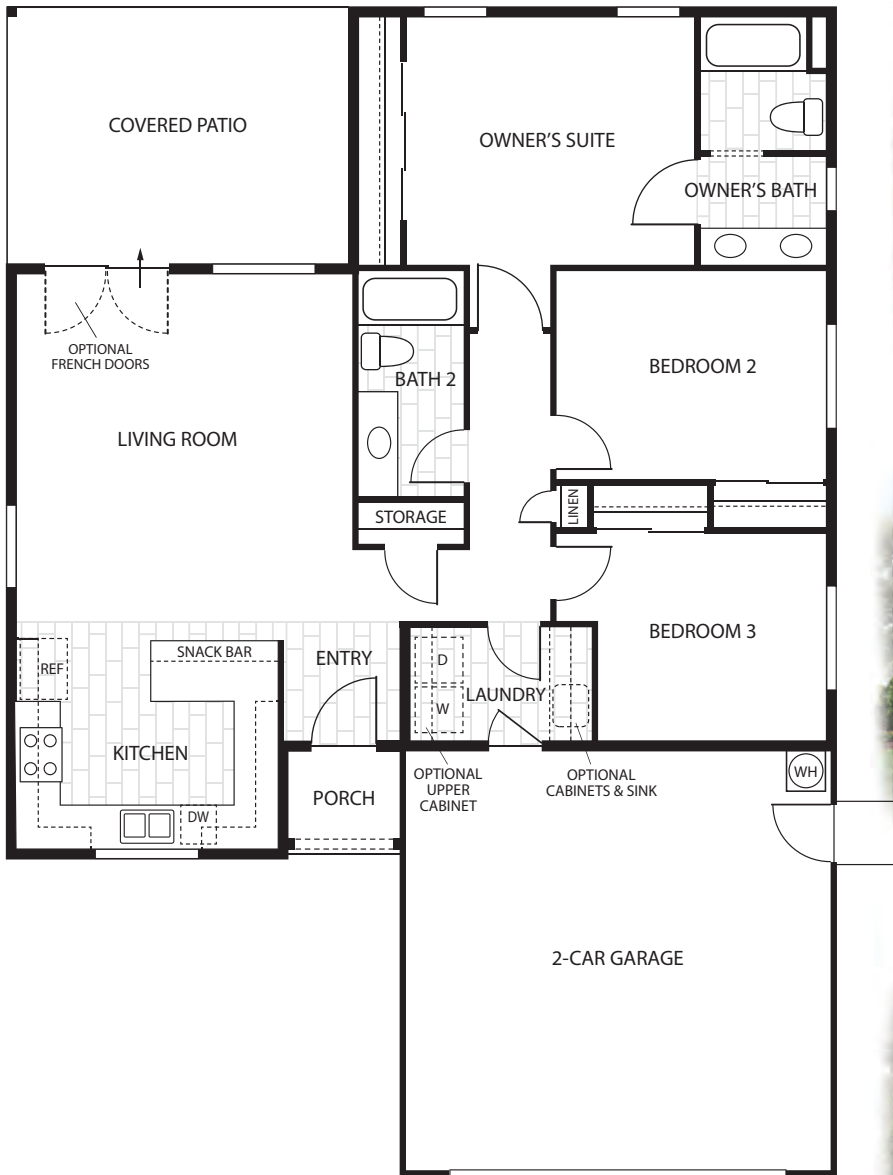 COVERED PATIO
OWNER'S SUITE
OWNER'S BATH
OPTIONAL
FRENCH DOORS
BATH 2
BEDROOM 2
LIVING ROOM
STORAGE
LINEN
BEDROOM 3
REF
SNACK BAR
ENTRY
D
LAUNDRY
W
KITCHEN
OPTIONAL
UPPER
CABINET
OPTIONAL
CABINETS & SINK
WH
PORCH
DW
2-CAR GARAGE